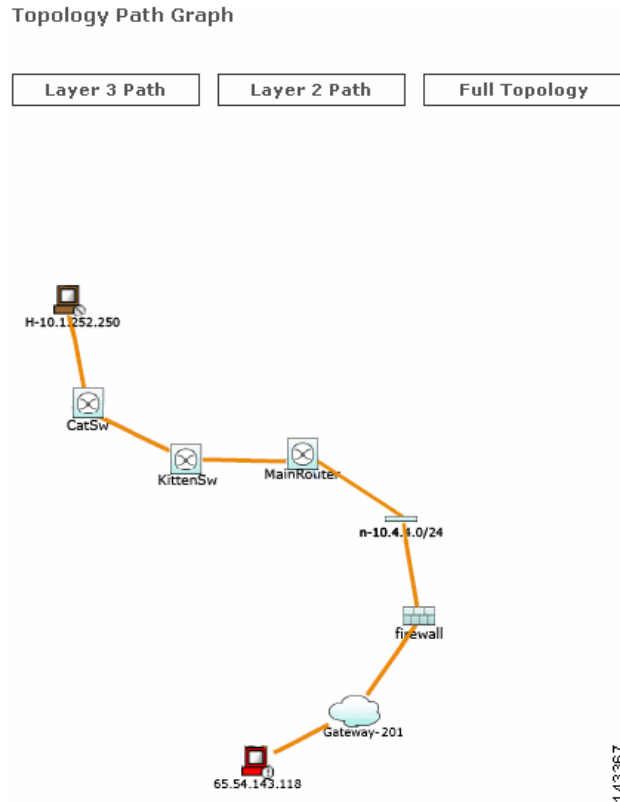 Topology Path Graph
Layer 3 Path
Layer 2 Path
Full Topology
H-10.1.252.250
CatSw
KittenSw
MainRouter
n-10.4.4.0/24
firewall
Gateway-201
65.54.143.118
143367